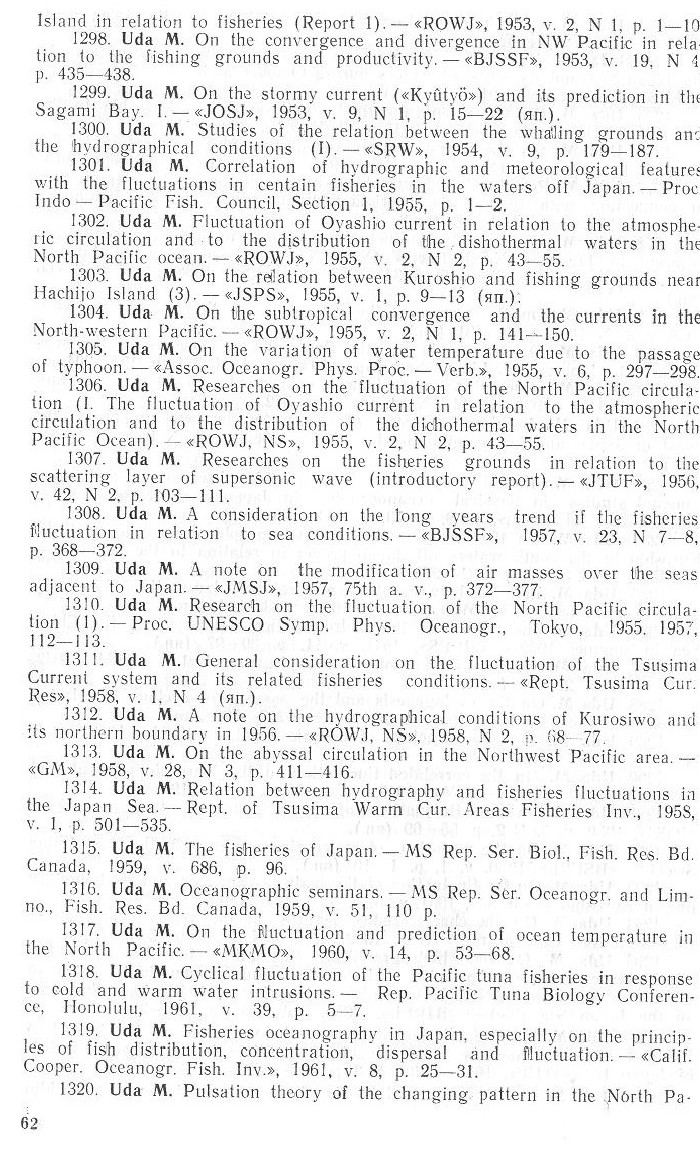 Island in relation to fisheries (Report 1). — «ROWJ», 1953, v. 2, N 1, p. 1—10
1298. Uda M. On the convergence and divergence in NW Pacific in rela-
tion to the fishing grounds and productivity. — «BJSSF», 1953, v. 19, N 4
p. 435—438.
1299. Uda M. On the stormy current («Kyûtyö») and its prediction in the
Sagami Bay. I. — «JOSJ», 1953, v. 9, N 1, p. 15—22 (яп.).
1300. Uda M. Studies of the relation between the whalling grounds and
the hydrographical conditions (I). — «SRW», 1954, v. 9, p. 179—187.
1301. Uda M. Correlation of hydrographic and meteorological features
with the fluctuations in centain fisheries in the waters off Japan. — Proc
Indo — Pacific Fish. Council, Section 1, 1955, p. 1—2.
1302. Uda M. Fluctuation of Oyashio current in relation to the atmosphe-
ric circulation and to the distribution of the dishothermal waters in the
North Pacific ocean. — «ROWJ», 1955, v. 2, N 2, p. 43—55.
1303. Uda M. On the relation between Kuroshio and fishing grounds near
Hachijo Island (3). — «JSPS», 1955, v. 1, p. 9—13 (яп.).
1304. Uda M. On the subtropical convergence and the currents in the
North-western Pacific. — «ROWJ», 1955, v. 2, N 1, p. 141—150.
1305. Uda M. On the variation of water temperature due to the passage
of typhoon. — «Assoc. Oceanogr. Phys. Proc. — Verb.», 1955, v. 6, p. 297—298.
1306. Uda M. Researches on the fluctuation of the North Pacific circula-
tion (I. The fluctuation of Oyashio current in relation to the atmospheric
circulation and to the distribution of the dichothermal waters in the North
Pacific Ocean). — «ROWJ, NS», 1955, v. 2, N 2, p. 43—55.
1307. Uda M. Researches on the fisheries grounds in relation to the
scattering layer of supersonic wave (introductory report). — «JTUF», 1956,
v. 42, N 2, p. 103—111.
1308. Uda M. A consideration on the long years trend if the fisheries
fluctuation in relation to sea conditions. — «BJSSF», 1957, v. 23, N 7—8,
p. 368—372.
1309. Uda M. A note on the modification of air masses over the seas
adjacent to Japan. — «JMSJ», 1957, 75th a. v., p. 372—377.
1310. Uda M. Research on the fluctuation of the North Pacific circula-
tion (1). — Proc. UNESCO Symp. Phys. Oceanogr., Tokyo, 1955. 1957,
112—113.
1311. Uda M. General consideration on the fluctuation of the Tsusima
Current system and its related fisheries conditions. — «Rept. Tsusima Cur.
Res», 1958, v. 1, N 4 (яп.).
1312. Uda M. A note on the hydrographical conditions of Kurosiwo and
its northern boundary in 1956. — «ROWJ, NS», 1958, N 2, p. 68—77.
1313. Uda M. On the abyssal circulation in the Northwest Pacific area. —
«GM», 1958, v. 28, N 3, p. 411—416.
1314. Uda M. Relation between hydrography and fisheries fluctuations in
the Japan Sea. — Rept. of Tsusima Warm Cur. Areas Fisheries Inv., 1958,
v. 1, p. 501—535.
1315. Uda M. The fisheries of Japan. — MS Rep. Ser. Biol., Fish. Res. Bd.
Canada, 1959, v. 686, p. 96.
1316. Uda M. Oceanographic seminars. — MS Rep. Ser. Oceanogr. and Lim-
no., Fish. Res. Bd. Canada, 1959, v. 51, 110 p.
1317. Uda M. On the fluctuation and prediction of ocean temperature in
the North Pacific. — «MKMO», 1960, v. 14, p. 53—68.
1318. Uda M. Cyclical fluctuation of the Pacific tuna fisheries in response
to cold and warm water intrusions. — Rep. Pacific Tuna Biology Conferen-
ce, Honolulu, 1961, v. 39, p. 5—7.
1319. Uda M. Fisheries oceanography in Japan, especially on the princip-
les of fish distribution, concentration, dispersal and fluctuation. — «Calif.
Cooper. Oceanogr. Fish. Inv.», 1961, v. 8, p. 25—31.
1320. Uda M. Pulsation theory of the changing pattern in the North Pa-
62